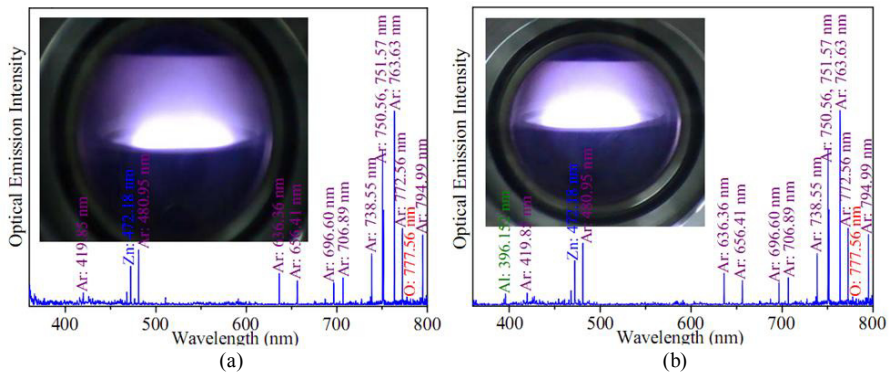 (a)
Optical Emission Intensity
Wavelength (nm)
400
500
600
700
800
Ar: 419.85 nm
Zn: 472.18 nm
Ar: 480.95 nm
Ar: 636.36 nm
Ar: 656.41 nm
Ar: 696.60 nm
Ar: 706.89 nm
Ar: 738.55 nm
Ar: 750.56, 751.57 nm
Ar: 763.63 nm
Ar: 772.56 nm
O: 777.56 nm
Ar: 794.99 nm
(b)
Optical Emission Intensity
Wavelength (nm)
400
500
600
700
800
Ar: 419.85 nm
Zn: 472.18 nm
Ar: 480.95 nm
Ar: 636.36 nm
Ar: 656.41 nm
Ar: 696.60 nm
Ar: 706.89 nm
Ar: 738.55 nm
Ar: 750.56, 751.57 nm
Ar: 763.63 nm
Ar: 772.56 nm
O: 777.56 nm
Ar: 794.99 nm